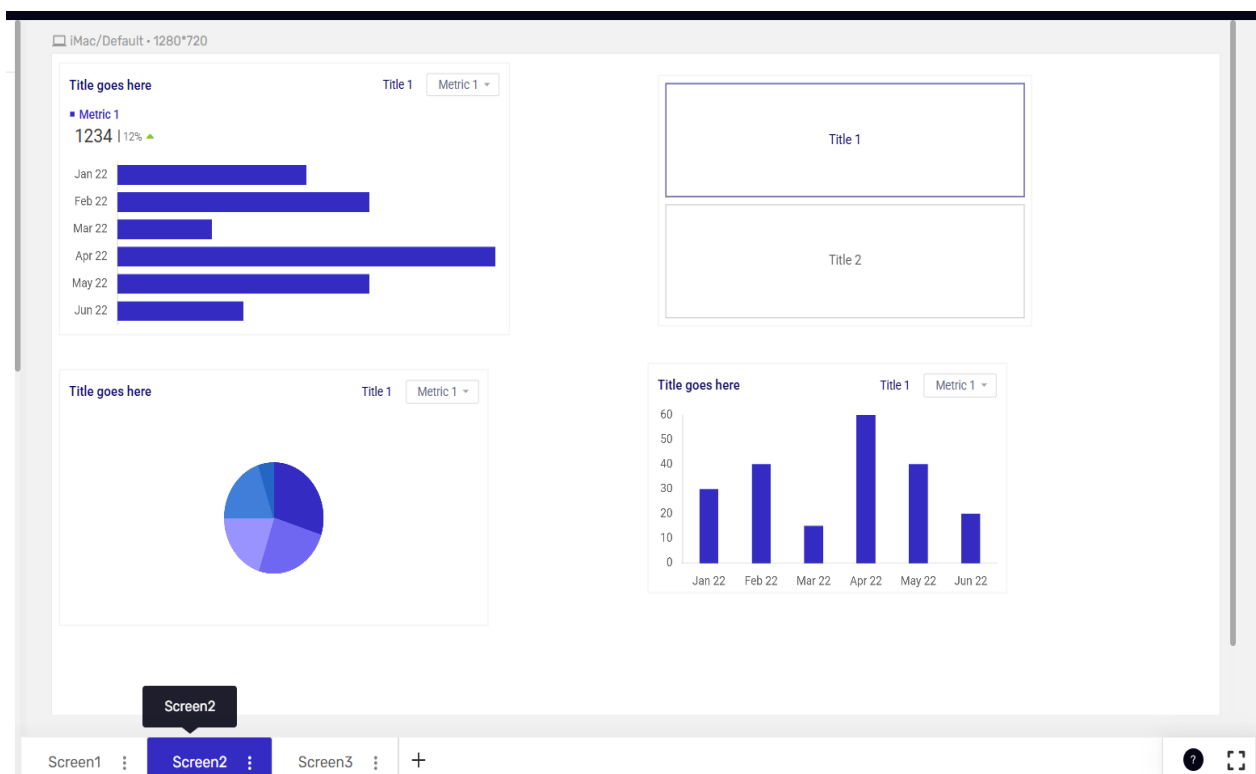 iMac/Default • 1280*720
Title goes here Title 1 Metric 1
Metric 1
1234 | 12%
Jan 22
Feb 22
Mar 22
Apr 22
May 22
Jun 22
Title 1
Title 2
Title goes here Title 1 Metric 1
Title goes here Title 1 Metric 1
60
50
40
30
20
10
0
Jan 22 Feb 22 Mar 22 Apr 22 May 22 Jun 22
Screen2
Screen1 Screen2 Screen3 +
?